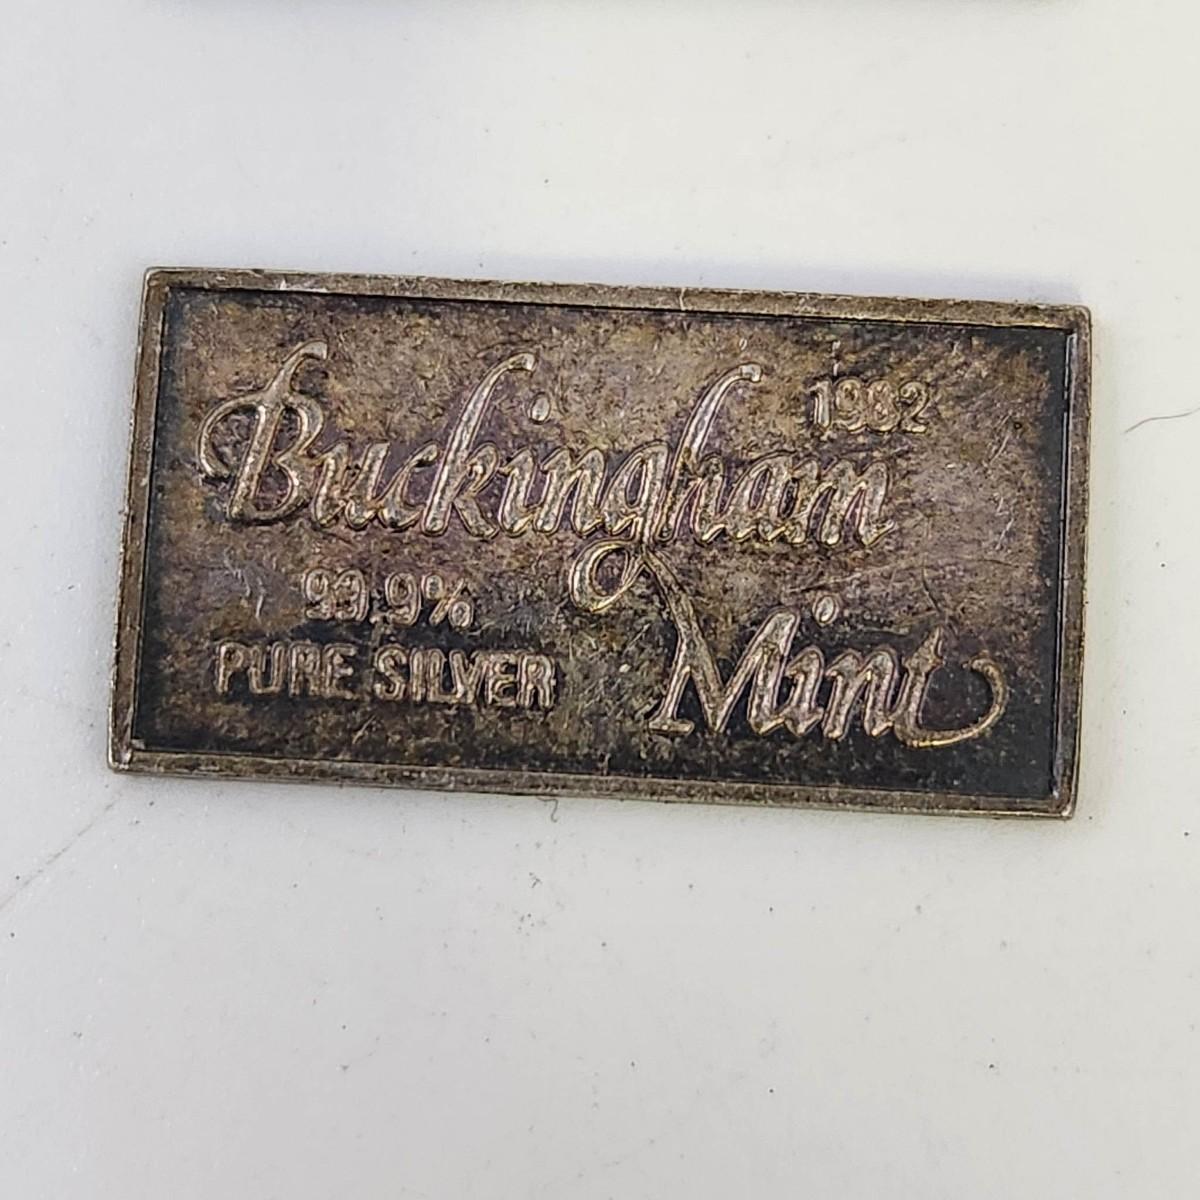 1982
Buckingham
Mint
99.9%
PURE SILVER